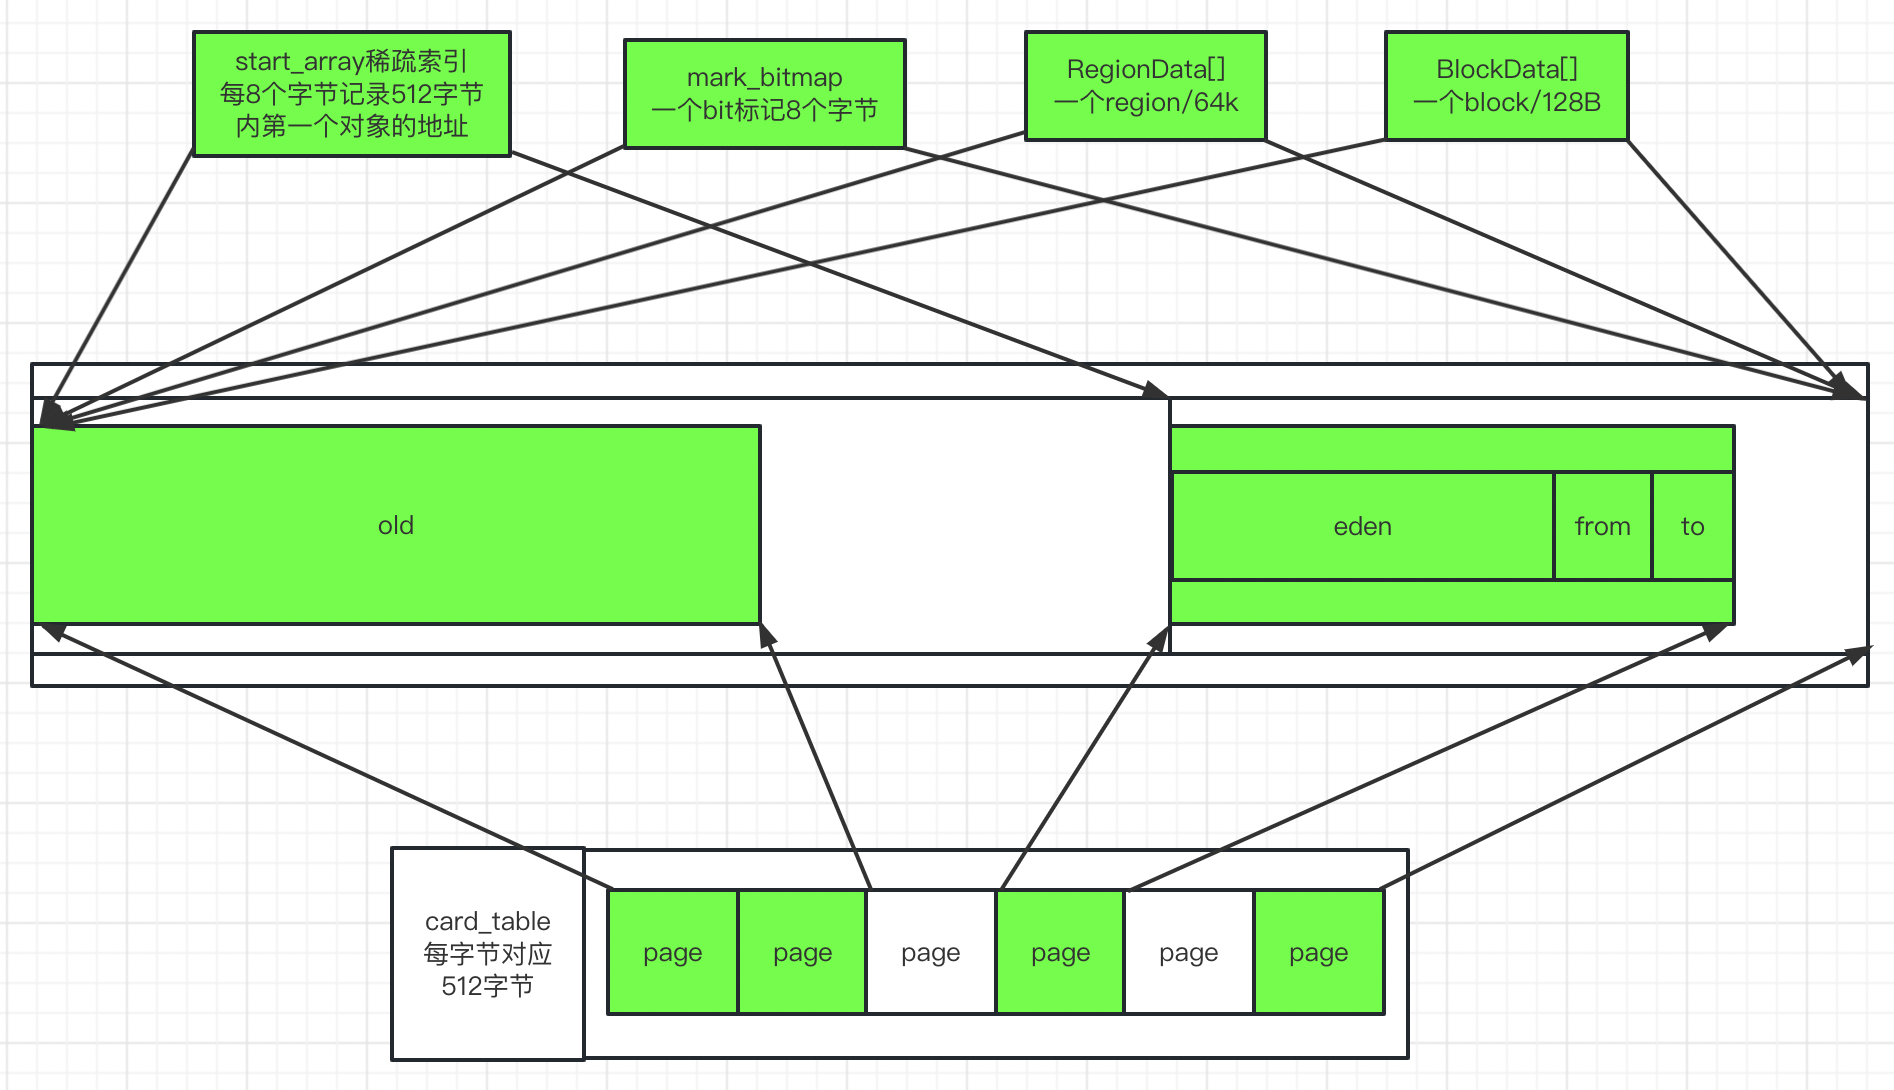 start_array稀疏索引
每8个字节记录512字节
内第一个对象的地址
mark_bitmap
一个bit标记8个字节
RegionData[]
一个region/64k
BlockData[]
一个block/128B
old
eden
from
to
card_table
每字节对应
512字节
page
page
page
page
page
page